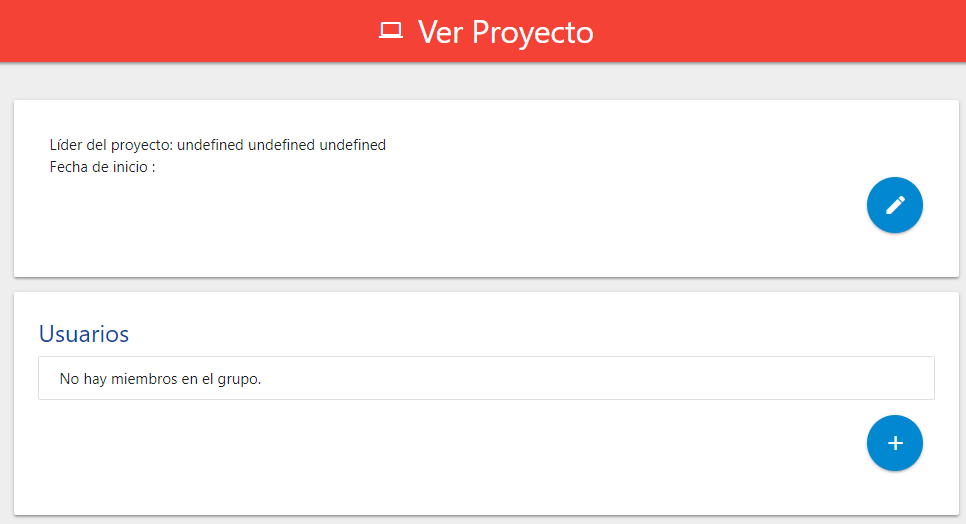 Ver Proyecto
Líder del proyecto: undefined undefined undefined
Fecha de inicio :
Usuarios
No hay miembros en el grupo.